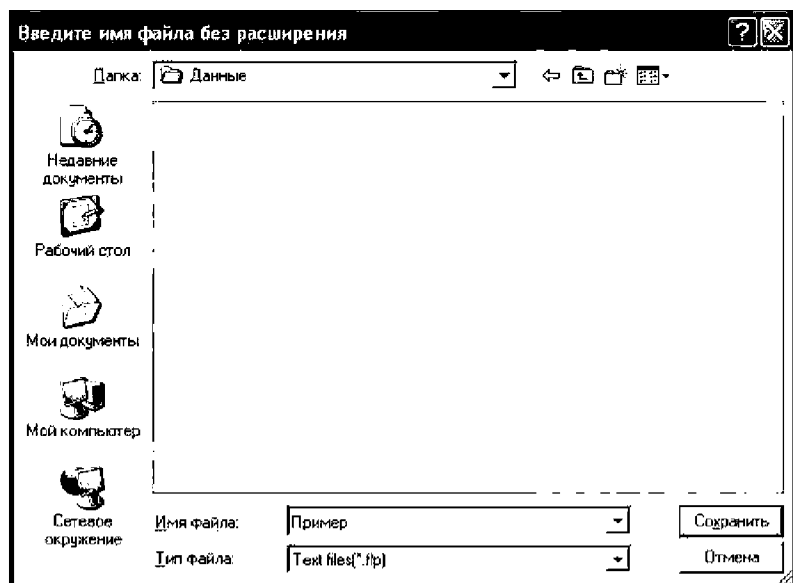 Введите имя файла без расширения
Папка: Данные
Недавние
документы
Рабочий стол
Мои документы
Мой компьютер
Сетевое
окружение
Имя файла: Пример Сохранить
Тип файла: Text files(*.flp) Отмена